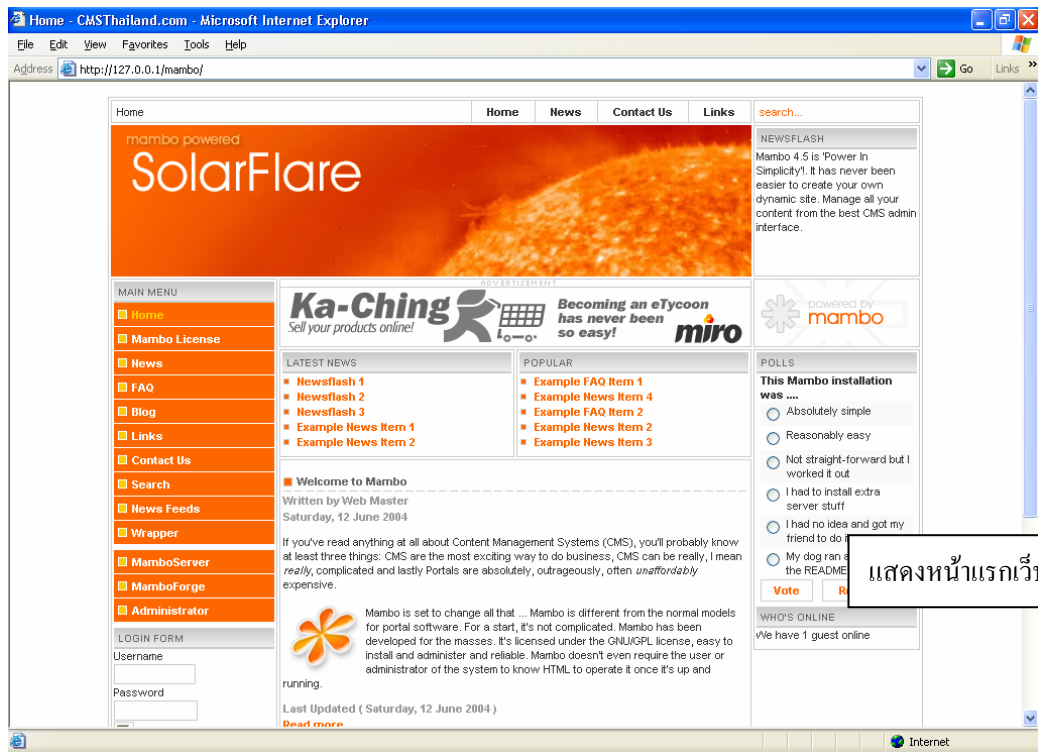 Home - CMSThailand.com - Microsoft Internet Explorer
File Edit View Favorites Tools Help
Address http://127.0.0.1/mambo/ Go Links »
Home
Home News Contact Us Links
search...
mambo powered
SolarFlare
NEWSFLASH
Mambo 4.5 is 'Power In
Simplicity'!. It has never been
easier to create your own
dynamic site. Manage all your
content from the best CMS admin
interface.
MAIN MENU
Home
Mambo License
News
FAQ
Blog
Links
Contact Us
Search
News Feeds
Wrapper
MamboServer
MamboForge
Administrator
LOGIN FORM
Username
Password
ADVERTISEMENT
Ka-Ching
Sell your products online!
Becoming an eTycoon
has never been
so easy!
miro
powered by
mambo
LATEST NEWS
Newsflash 1
Newsflash 2
Newsflash 3
Example News Item 1
Example News Item 2
POPULAR
Example FAQ Item 1
Example News Item 4
Example FAQ Item 2
Example News Item 2
Example News Item 3
Welcome to Mambo
Written by Web Master
Saturday, 12 June 2004
If you've read anything at all about Content Management Systems (CMS), you'll probably know
at least three things: CMS are the most exciting way to do business, CMS can be really, I mean
really, complicated and lastly Portals are absolutely, outrageously, often unaffordably
expensive.
Mambo is set to change all that ... Mambo is different from the normal models
for portal software. For a start, it's not complicated. Mambo has been
developed for the masses. It's licensed under the GNU/GPL license, easy to
install and administer and reliable. Mambo doesn't even require the user or
administrator of the system to know HTML to operate it once it's up and
running.
Last Updated ( Saturday, 12 June 2004 )
Read more...
POLLS
This Mambo installation
was ....
Absolutely simple
Reasonably easy
Not straight-forward but I
worked it out
I had to install extra
server stuff
I had no idea and got my
friend to do
My dog ran
the README
Vote
แสดงหน้าแรกเว็บ
WHO'S ONLINE
We have 1 guest online
Internet